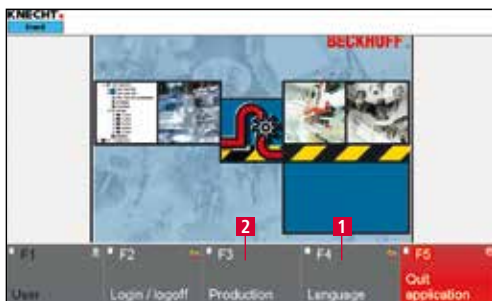 KNECHT
BECKHOFF
2 1
F1 F2 F3 F4 F5
User Login / logoff Production Language Quit application